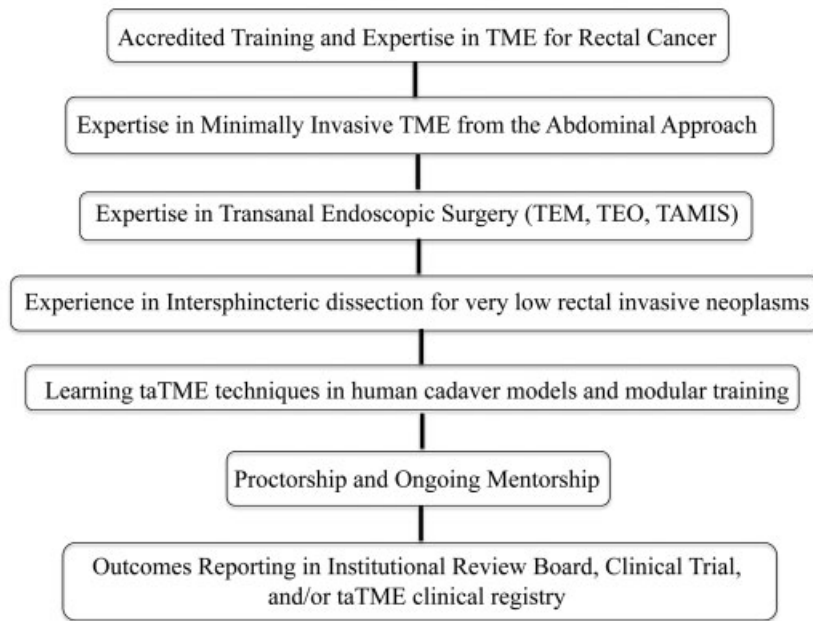 Accredited Training and Expertise in TME for Rectal Cancer
Expertise in Minimally Invasive TME from the Abdominal Approach
Expertise in Transanal Endoscopic Surgery (TEM, TEO, TAMIS)
Experience in Intersphincteric dissection for very low rectal invasive neoplasms
Learning taTME techniques in human cadaver models and modular training
Proctorship and Ongoing Mentorship
Outcomes Reporting in Institutional Review Board, Clinical Trial,
and/or taTME clinical registry